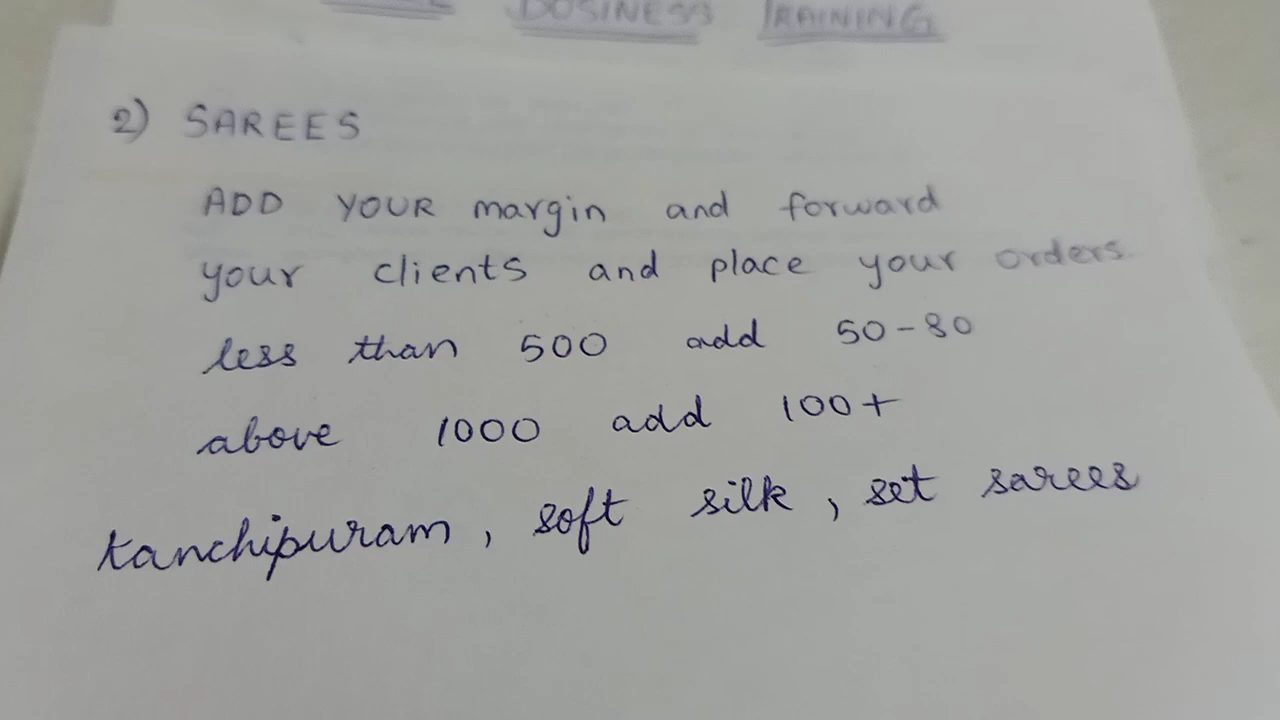 BUSINESS TRAINING
2) SAREES
ADD YOUR margin and forward
your clients and place your orders
less than 500 add 50-80
above 1000 add 100+
kanchipuram, soft silk, set sarees